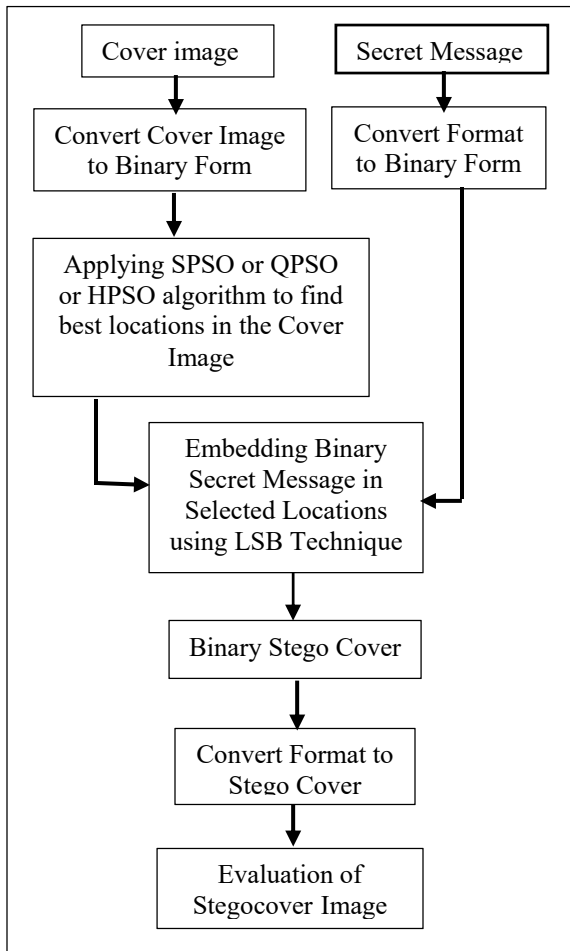 Cover image
Secret Message
Convert Cover Image
to Binary Form
Convert Format
to Binary Form
Applying SPSO or QPSO
or HPSO algorithm to find
best locations in the Cover
Image
Embedding Binary
Secret Message in
Selected Locations
using LSB Technique
Binary Stego Cover
Convert Format to
Stego Cover
Evaluation of
Stegocover Image